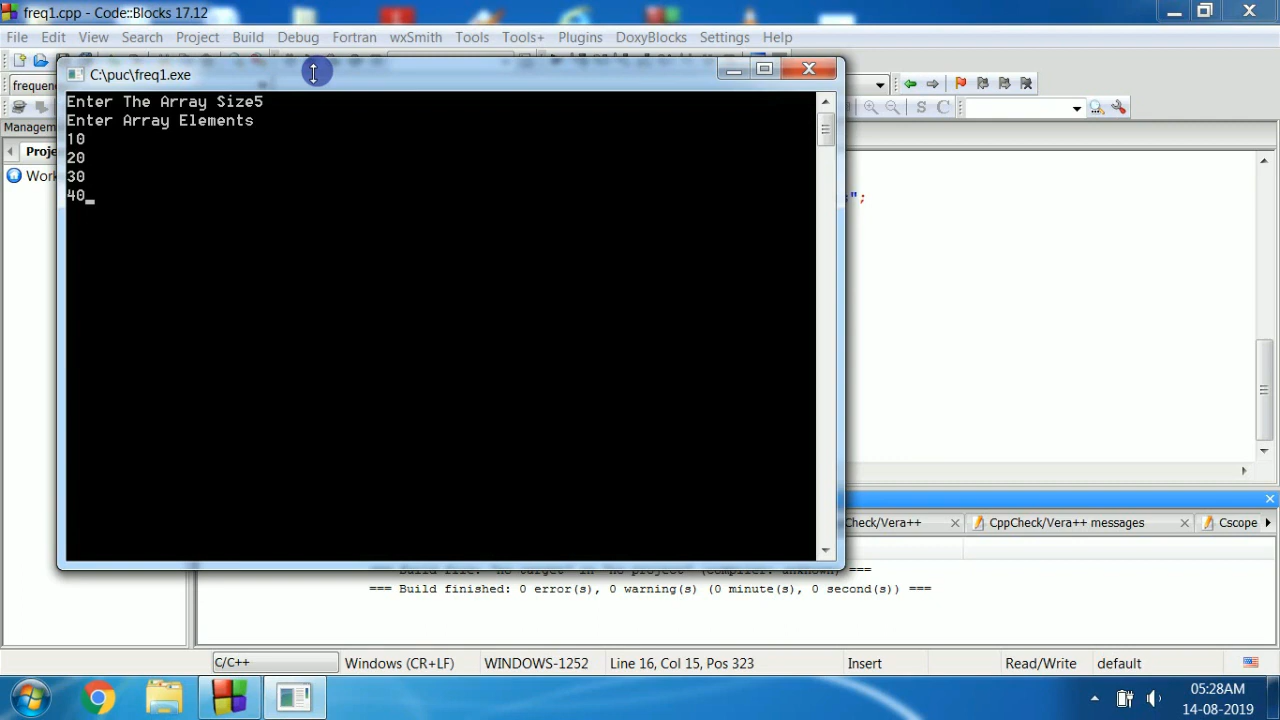 freq1.cpp - Code::Blocks 17.12
File Edit View Search Project Build Debug Fortran wxSmith Tools Tools+ Plugins DoxyBlocks Settings Help
C:\puc\freq1.exe
Enter The Array Size5
Enter Array Elements
10
20
30
40
S C
";
CppCheck/Vera++ messages
Cscope
=== Build finished: 0 error(s), 0 warning(s) (0 minute(s), 0 second(s)) ===
C/C++ Windows (CR+LF) WINDOWS-1252 Line 16, Col 15, Pos 323 Insert Read/Write default
05:28AM
14-08-2019